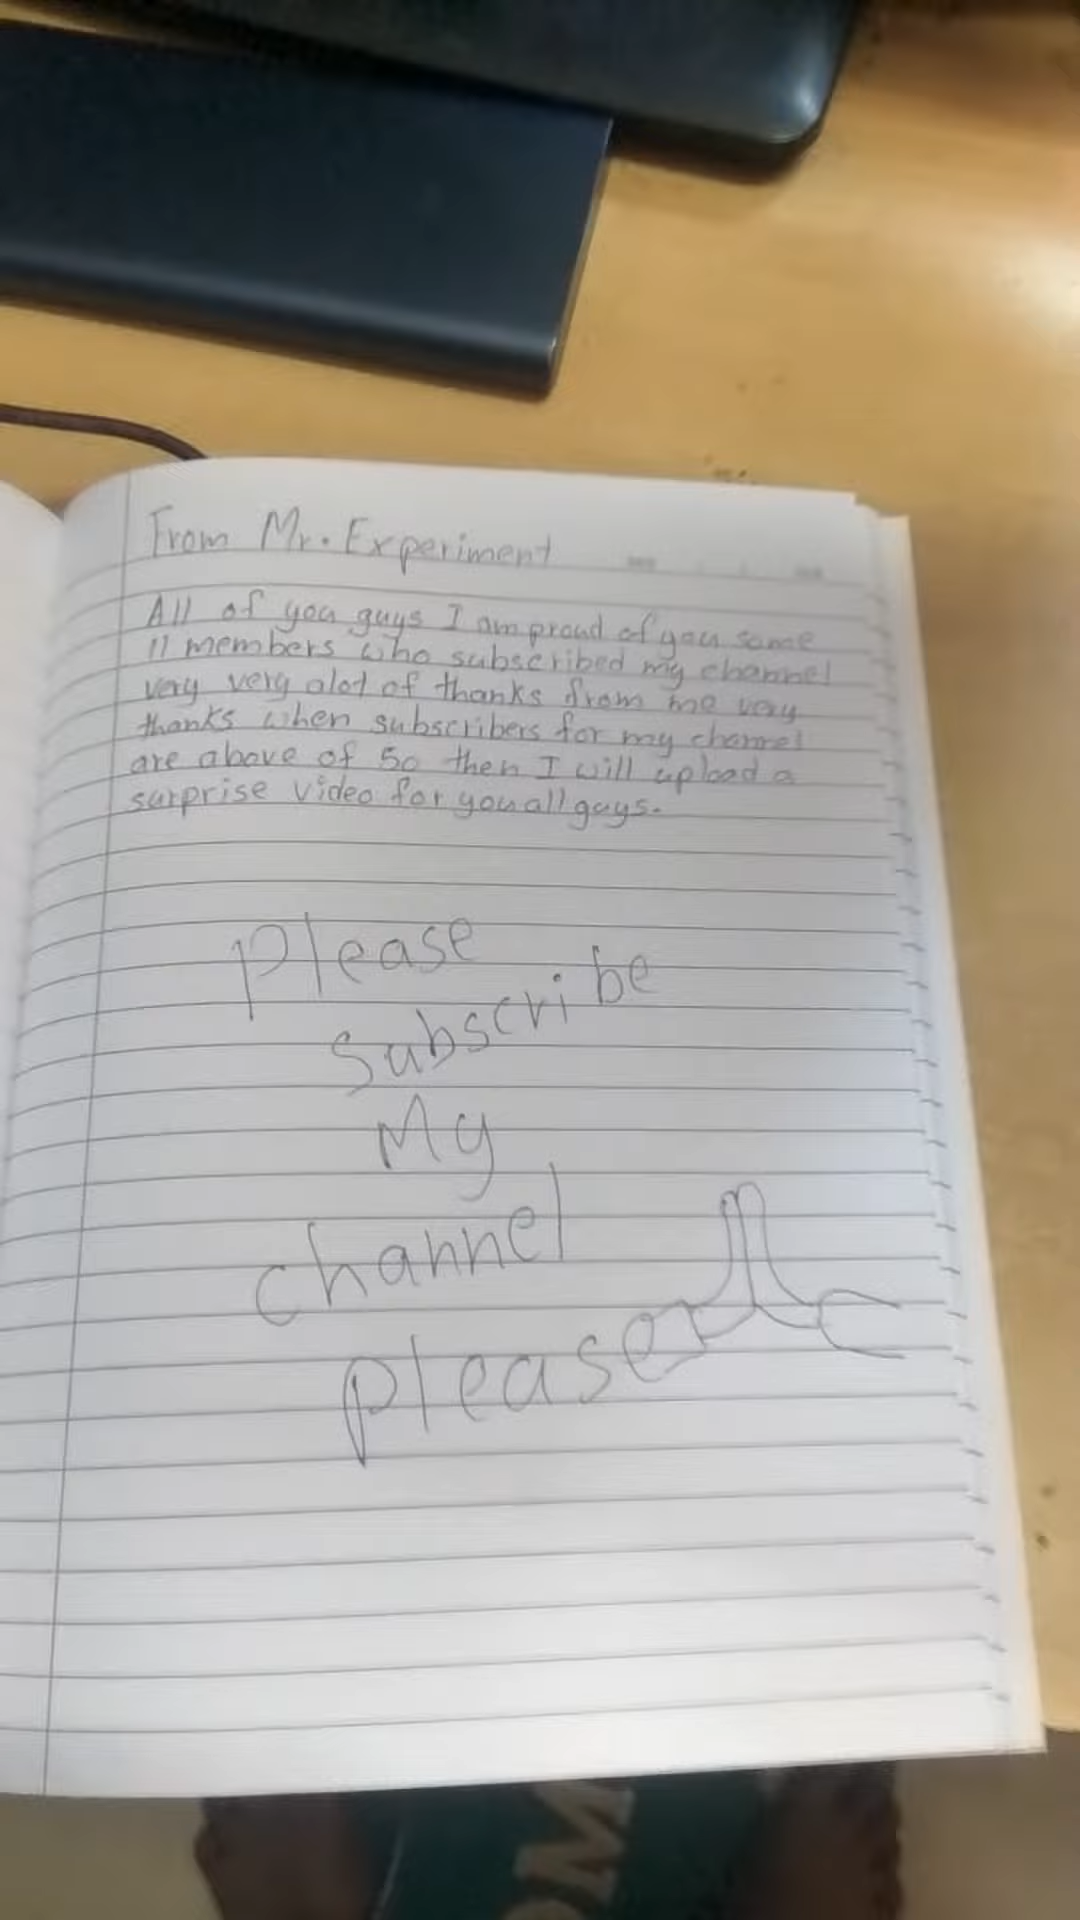 From Mr. Experiment
All of you guys I am proud of you some
11 members who subscribed my channel
very very alot of thanks from me very
thanks when subscribers for my channel
are above of 50 then I will upload a
surprise video for you all guys.
Please
Subscribe
My
channel
please